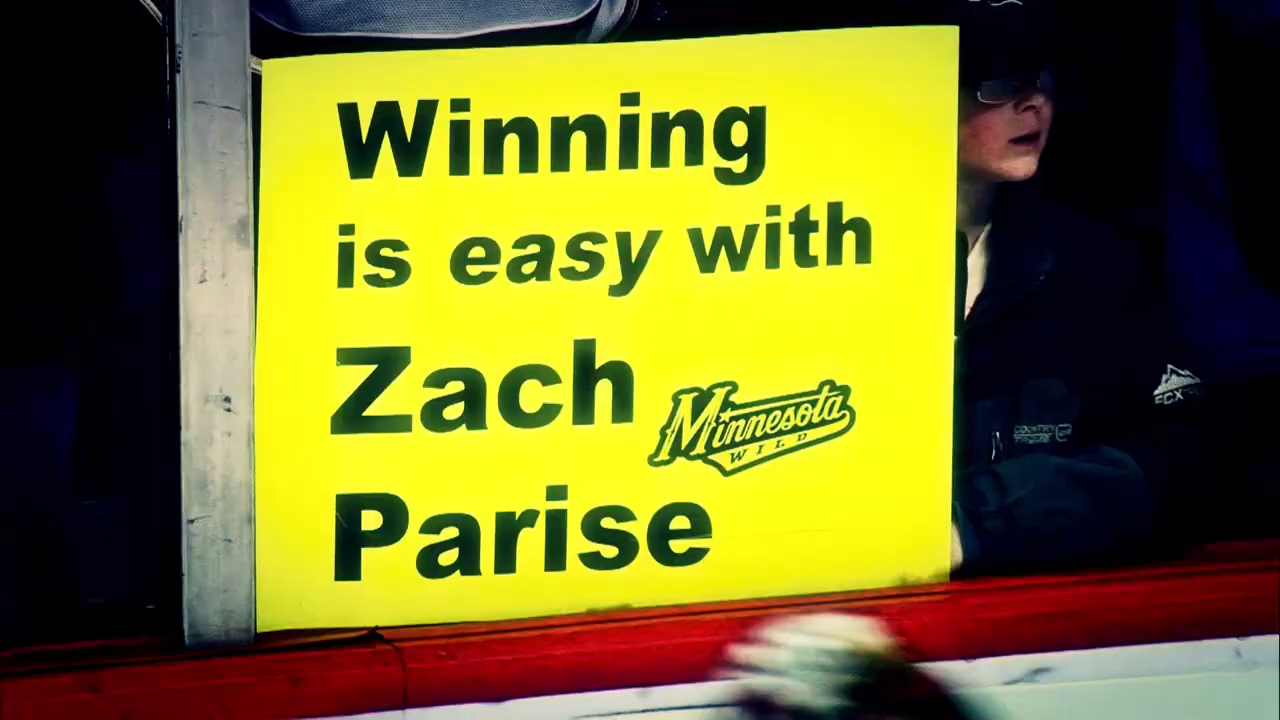 Winning
is easy with
Zach
Minnesota
WILD
Parise